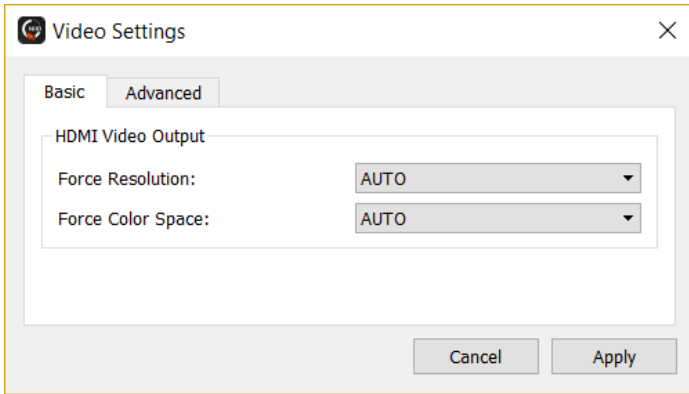 Video Settings
Basic Advanced
HDMI Video Output
Force Resolution: AUTO
Force Color Space: AUTO
Cancel Apply